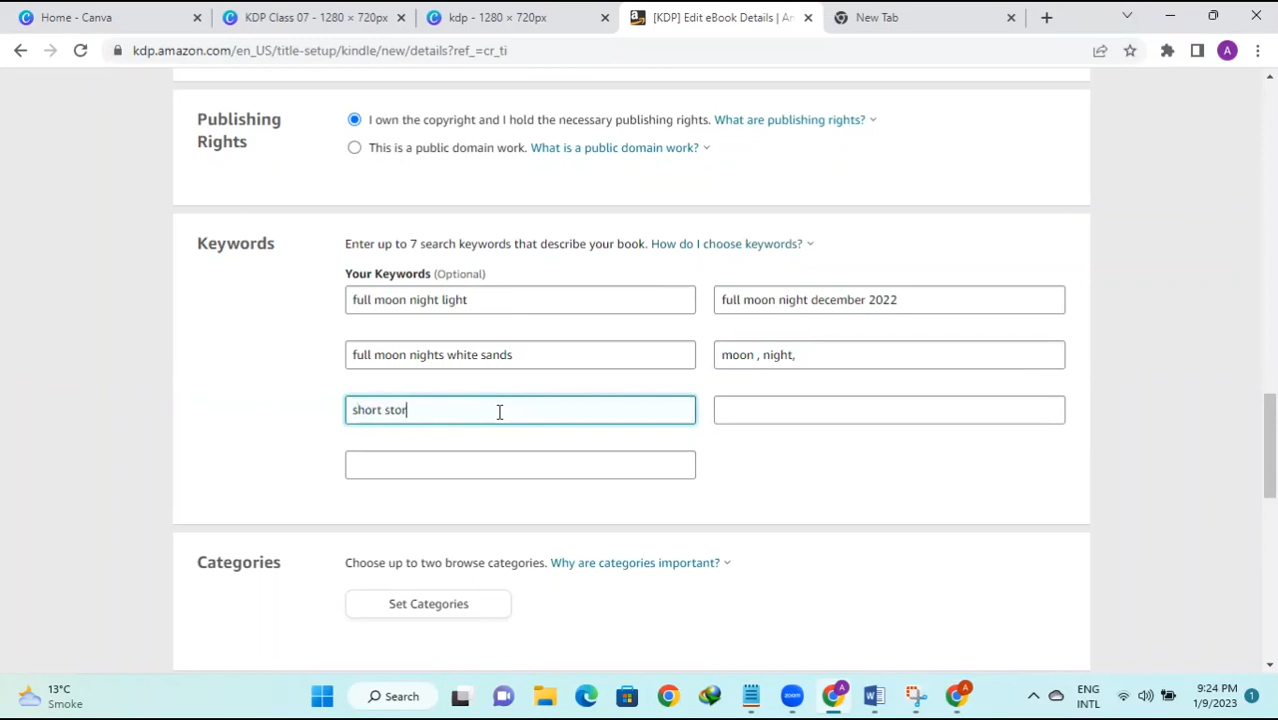 Home - Canva
KDP Class 07 - 1280 × 720px
kdp - 1280 × 720px
[KDP] Edit eBook Details | An
New Tab
kdp.amazon.com/en_US/title-setup/kindle/new/details?ref_=cr_ti
A
Publishing
Rights
I own the copyright and I hold the necessary publishing rights. What are publishing rights?
This is a public domain work. What is a public domain work?
Keywords
Enter up to 7 search keywords that describe your book. How do I choose keywords?
Your Keywords (Optional)
full moon night light
full moon night december 2022
full moon nights white sands
moon , night,
short stor
Categories
Choose up to two browse categories. Why are categories important?
Set Categories
13°C
Smoke
Search
zoom
A
A
ENG
INTL
9:24 PM
1/9/2023
1